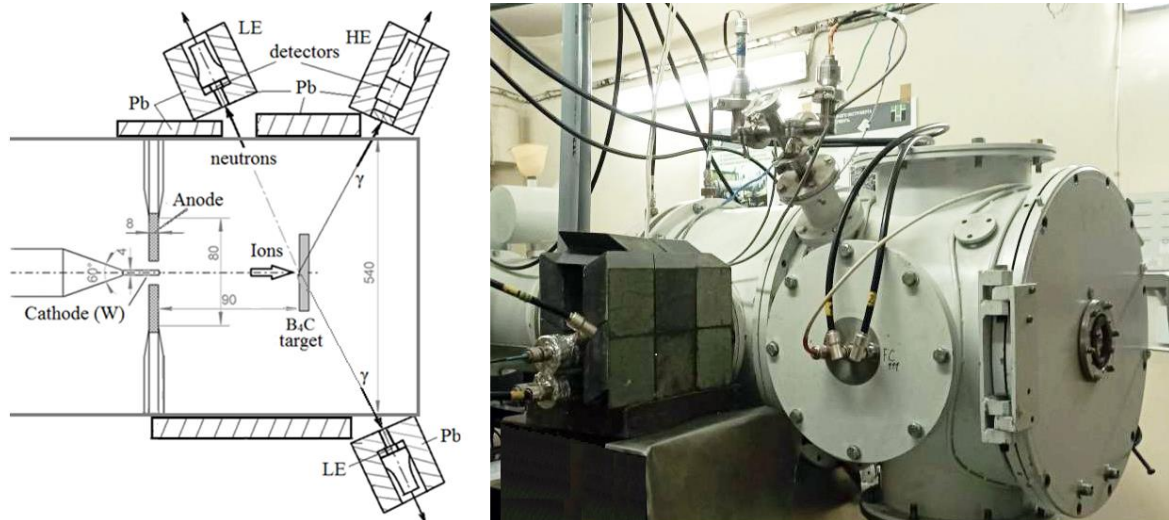 LE
HE
detectors
Pb
Pb
neutrons
γ
Anode
8
4
80
540
60°
Ions
90
Cathode (W)
B₄C
target
γ
Pb
LE
FC